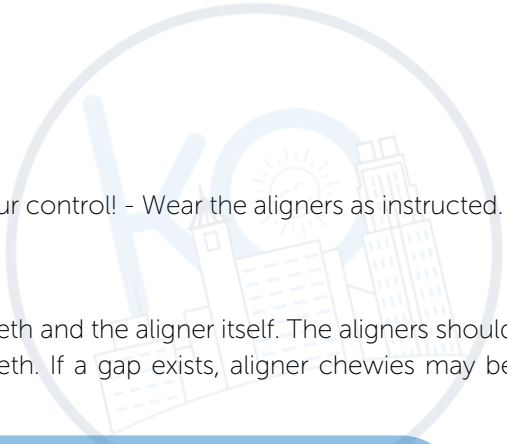 ko
ur control! - Wear the aligners as instructed.
eth and the aligner itself. The aligners should
eth. If a gap exists, aligner chewies may be